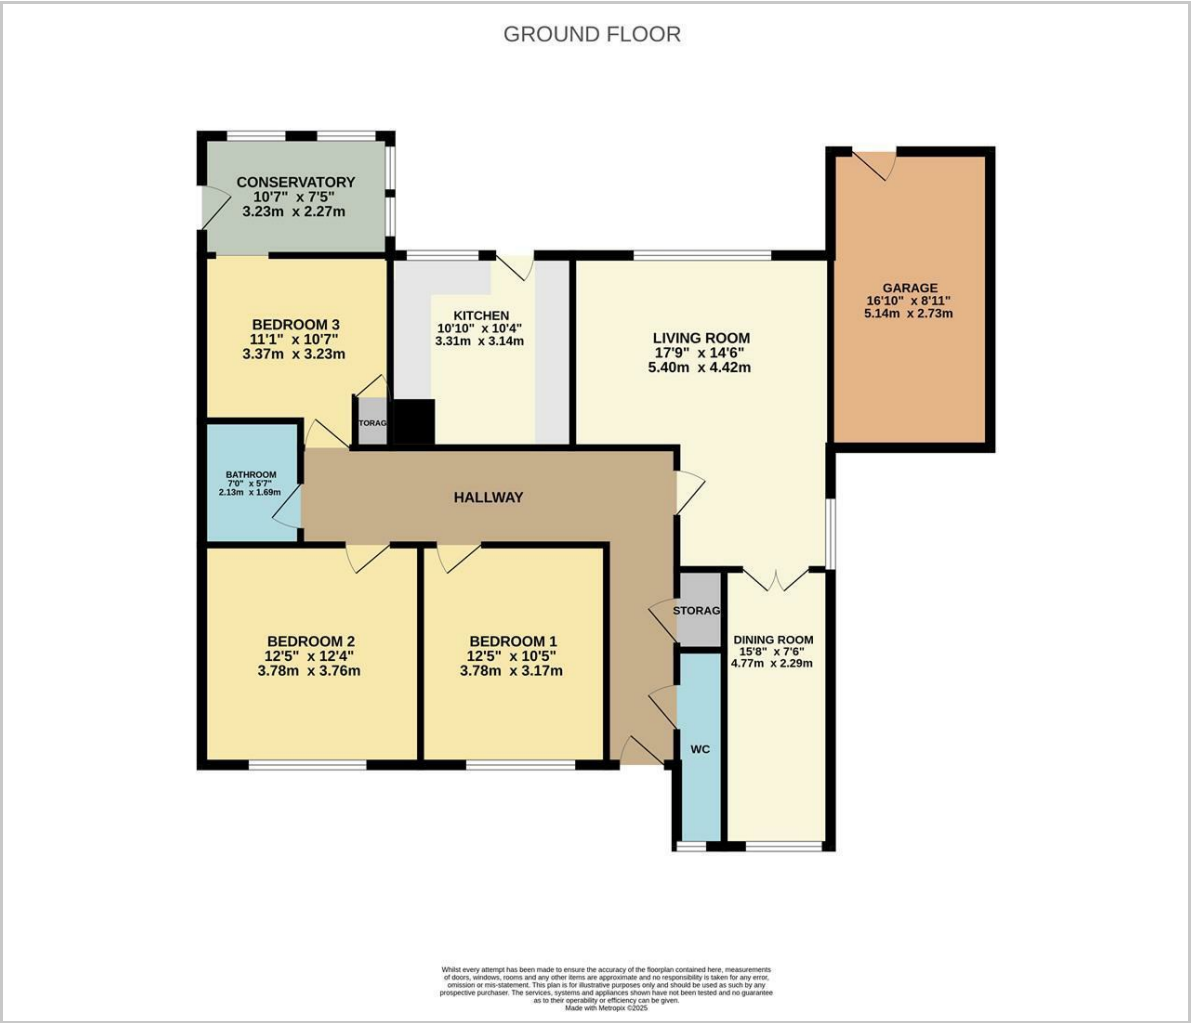 GROUND FLOOR
CONSERVATORY
10'7" x 7'5"
3.23m x 2.27m
BEDROOM 3
11'1" x 10'7"
3.37m x 3.23m
KITCHEN
10'10" x 10'4"
3.31m x 3.14m
LIVING ROOM
17'9" x 14'6"
5.40m x 4.42m
GARAGE
16'10" x 8'11"
5.14m x 2.73m
TORAG
BATHROOM
7'0" x 5'7"
2.13m x 1.69m
HALLWAY
BEDROOM 2
12'5" x 12'4"
3.78m x 3.76m
BEDROOM 1
12'5" x 10'5"
3.78m x 3.17m
STORAG
DINING ROOM
15'8" x 7'6"
4.77m x 2.29m
WC
Whilst every attempt has been made to ensure the accuracy of the floorplan contained here, measurements
of doors, windows, rooms and any other items are approximate and no responsibility is taken for any error,
omission or mis-statement. This plan is for illustrative purposes only and should be used as such by any
prospective purchaser. The services, systems and appliances shown have not been tested and no guarantee
as to their operability or efficiency can be given.
Made with Metropix ©2025